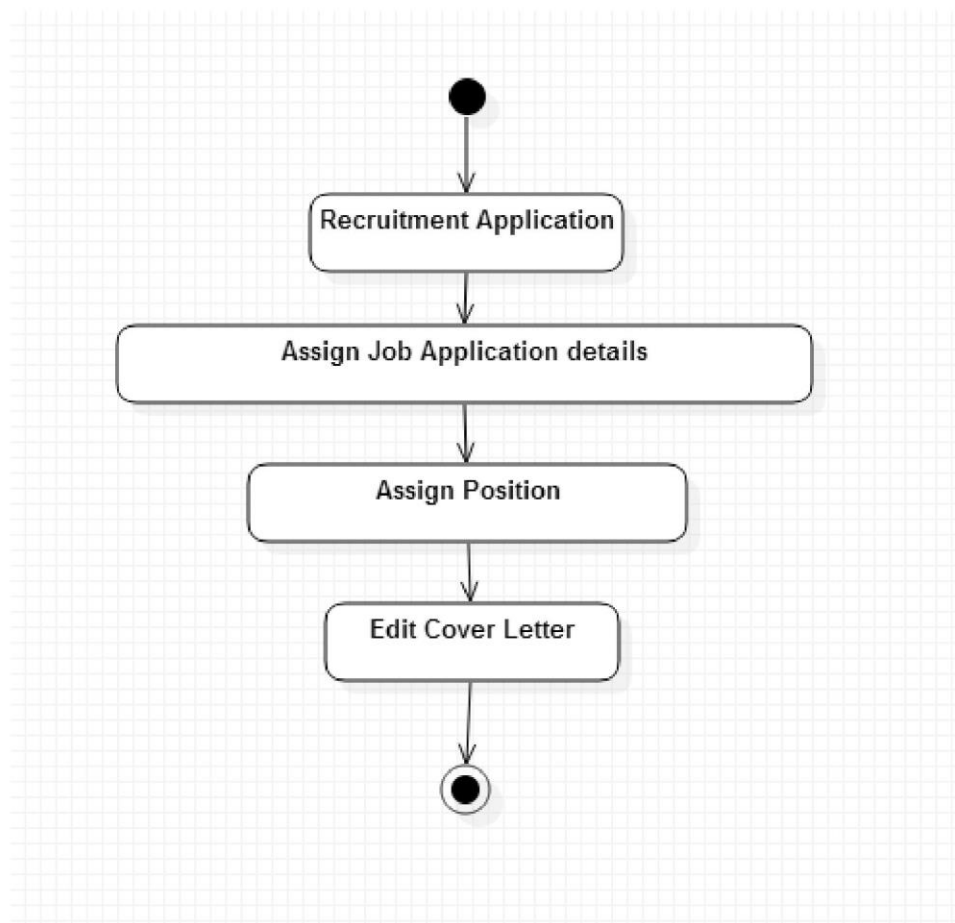 Recruitment Application
Assign Job Application details
Assign Position
Edit Cover Letter